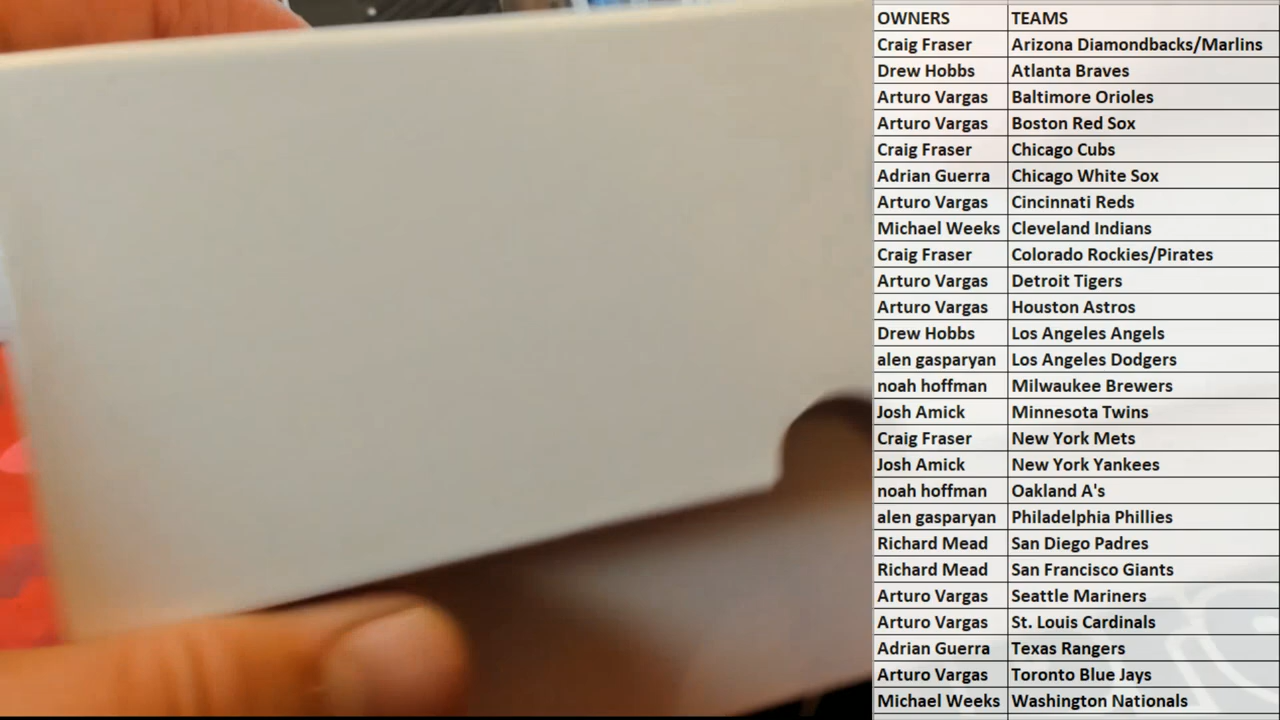 OWNERS TEAMS
Craig Fraser Arizona Diamondbacks/Marlins
Drew Hobbs Atlanta Braves
Arturo Vargas Baltimore Orioles
Arturo Vargas Boston Red Sox
Craig Fraser Chicago Cubs
Adrian Guerra Chicago White Sox
Arturo Vargas Cincinnati Reds
Michael Weeks Cleveland Indians
Craig Fraser Colorado Rockies/Pirates
Arturo Vargas Detroit Tigers
Arturo Vargas Houston Astros
Drew Hobbs Los Angeles Angels
alen gasparyan Los Angeles Dodgers
noah hoffman Milwaukee Brewers
Josh Amick Minnesota Twins
Craig Fraser New York Mets
Josh Amick New York Yankees
noah hoffman Oakland A's
alen gasparyan Philadelphia Phillies
Richard Mead San Diego Padres
Richard Mead San Francisco Giants
Arturo Vargas Seattle Mariners
Arturo Vargas St. Louis Cardinals
Adrian Guerra Texas Rangers
Arturo Vargas Toronto Blue Jays
Michael Weeks Washington Nationals